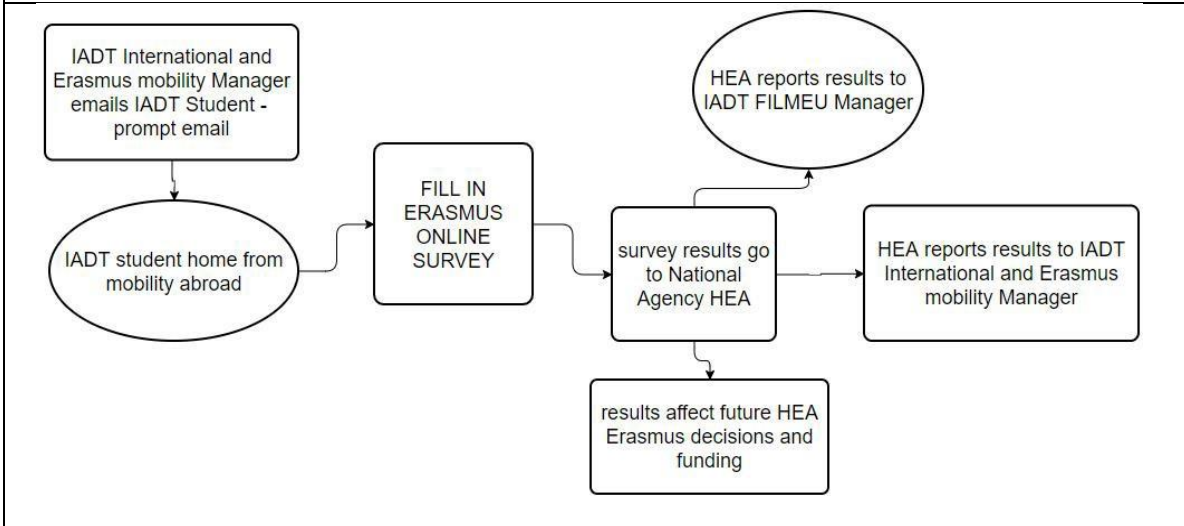 IADT International and
Erasmus mobility Manager
emails IADT Student -
prompt email
IADT student home from
mobility abroad
FILL IN
ERASMUS
ONLINE
SURVEY
survey results go
to National
Agency HEA
HEA reports results to
IADT FILMEU Manager
HEA reports results to IADT
International and Erasmus
mobility Manager
results affect future HEA
Erasmus decisions and
funding